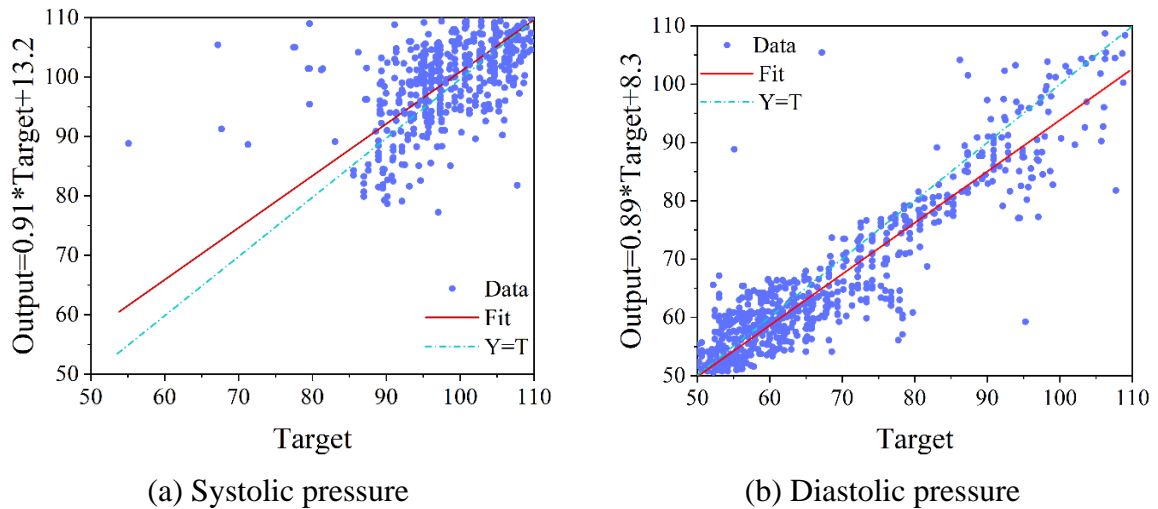 Output=0.91*Target+13.2
110
100
90
80
70
60
50
Data
Fit
Y=T
50 60 70 80 90 100 110
Target
(a) Systolic pressure
Output=0.89*Target+8.3
110
100
90
80
70
60
50
Data
Fit
Y=T
50 60 70 80 90 100 110
Target
(b) Diastolic pressure